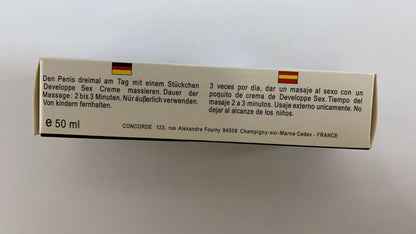 Den Penis dreimal am Tag mit einem Stückchen
Developpe Sex Creme massieren. Dauer der
Massage: 2 bis 3 Minuten. Nur äußerlich verwenden.
Von kindern fernhalten.
3 veces por día, dar un masaje al sexo con un
poquito de crema de Developpe Sex. Tiempo del
masaje 2 a 3 minutos. Usaje externo unicamente. No
dejar al alcance de los niños.
e 50 ml
CONCORDE 123, rue Alexandra Fourny 94506 Champigny-sur-Marne Cedex - FRANCE